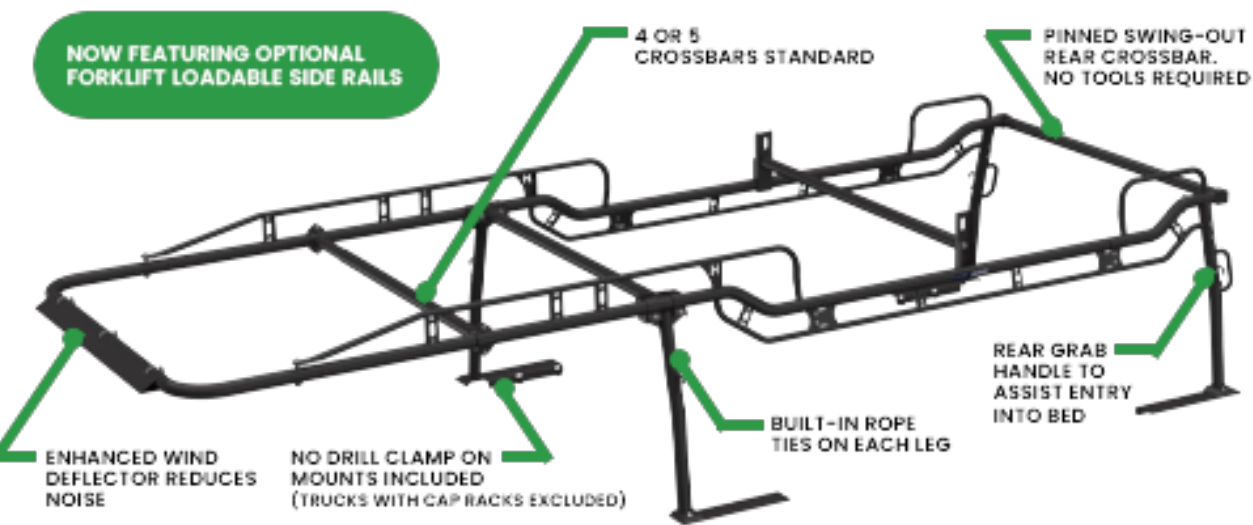 NOW FEATURING OPTIONAL
FORKLIFT LOADABLE SIDE RAILS
4 OR 5
CROSSBARS STANDARD
PINNED SWING-OUT
REAR CROSSBAR.
NO TOOLS REQUIRED
REAR GRAB
HANDLE TO
ASSIST ENTRY
INTO BED
BUILT-IN ROPE
TIES ON EACH LEG
ENHANCED WIND
DEFLECTOR REDUCES
NOISE
NO DRILL CLAMP ON
MOUNTS INCLUDED
(TRUCKS WITH CAP RACKS EXCLUDED)